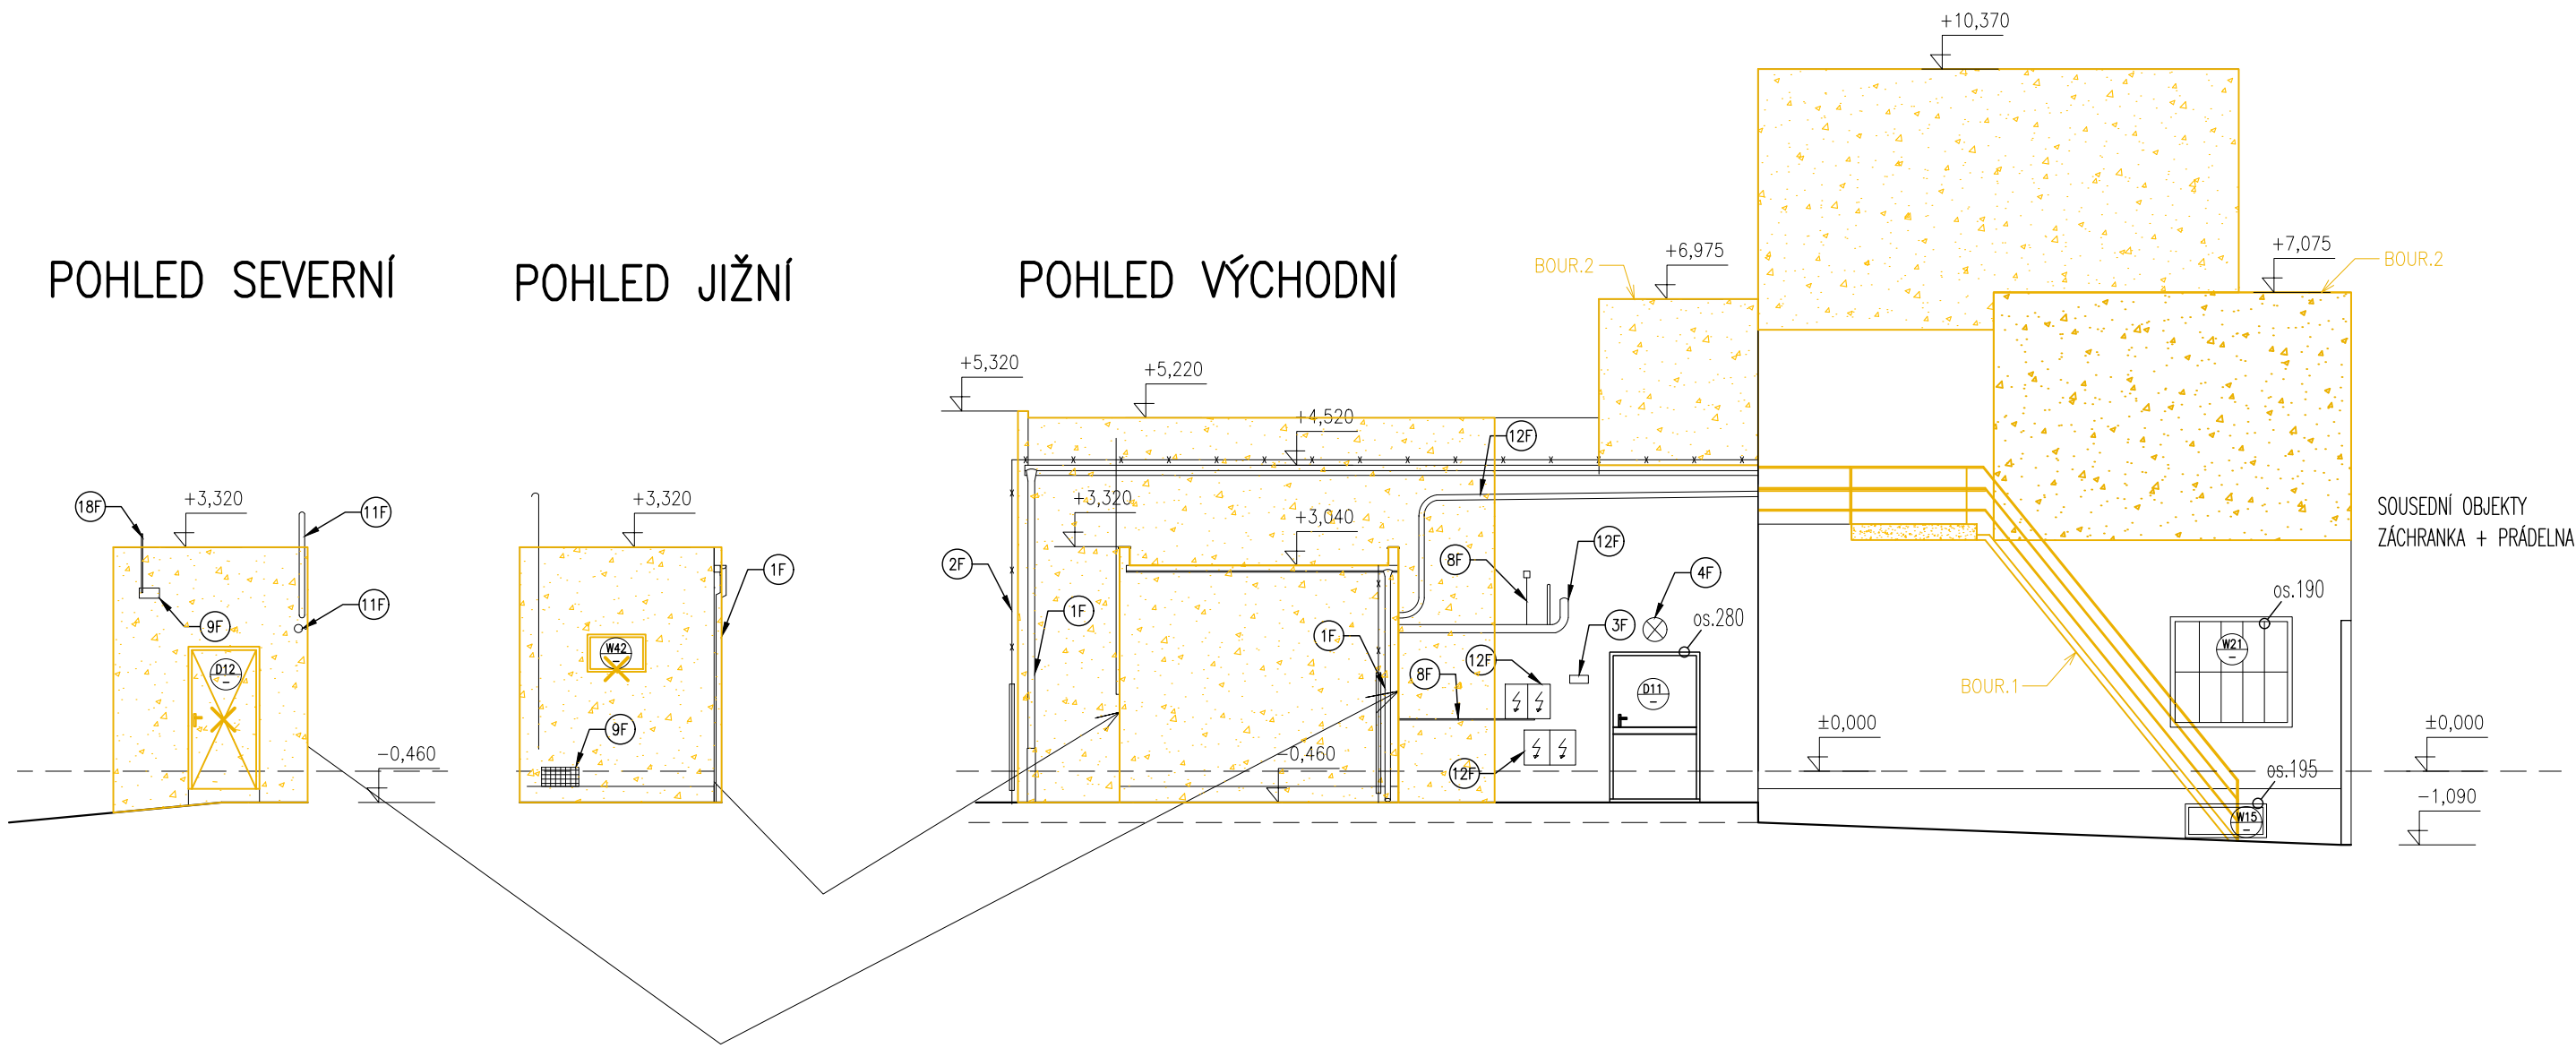 +10,370
POHLED SEVERNÍ
POHLED JIŽNÍ
POHLED VÝCHODNÍ
BOUR.2
+6,975
+7,075
BOUR.2
+5,320
+5,220
+4,520
12F
18F
+3,320
11F
+3,320
+3,320
+3,040
SOUSEDNÍ OBJEKTY
ZÁCHRANKA + PRÁDELNA
2F
8F
12F
1F
4F
11F
9F
1F
1F
3F
os.280
os.190
W42
–
D12
–
12F
8F
W21
–
D11
–
BOUR.1
9F
±0,000
±0,000
-0,460
-0,460
12F
os.195
-1,090
W15
–